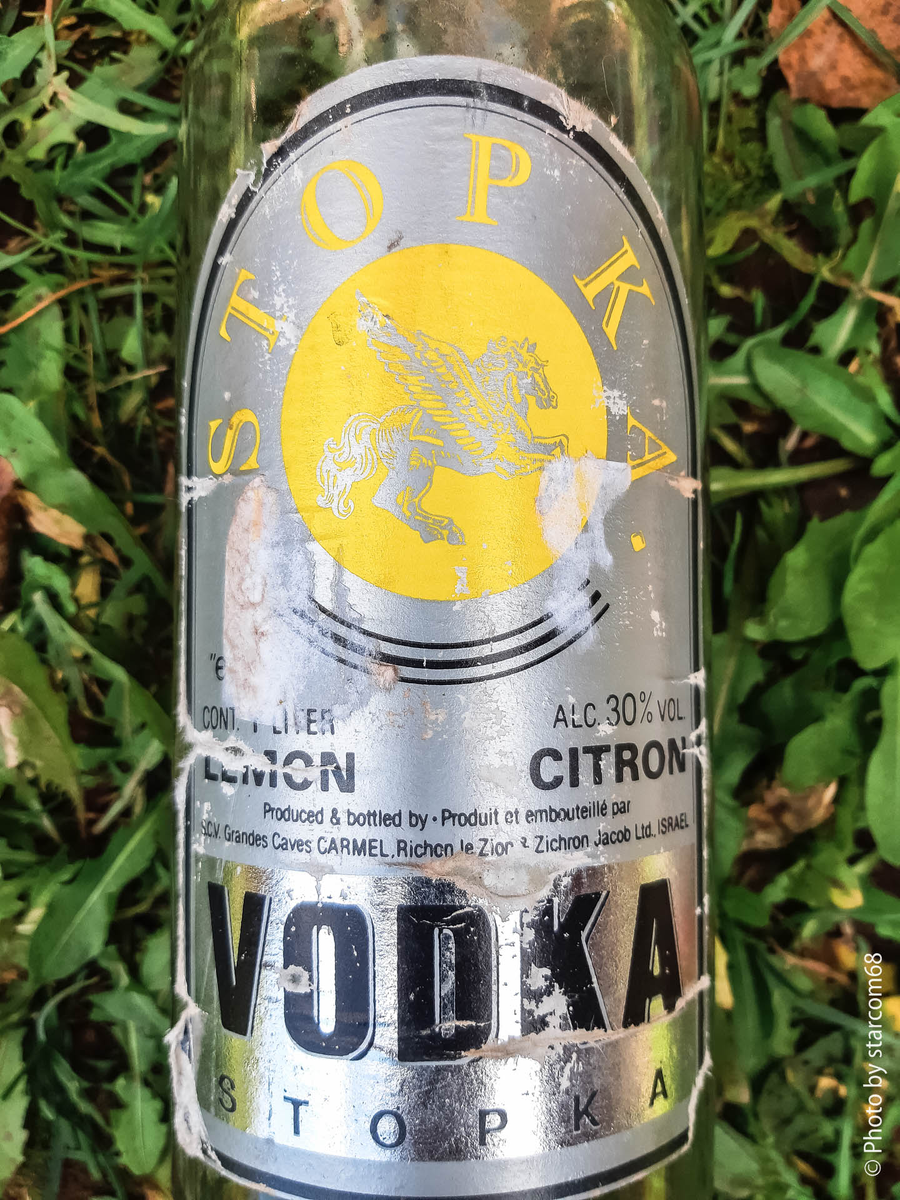 STOPKA.
"e
CONT. 1 LITER ALC. 30% VOL.
LEMON CITRON
Produced & bottled by • Produit et embouteillé par
S.C.V. Grandes Caves CARMEL, Richon le Zion & Zichron Jacob Ltd., ISRAEL
VODKA
STOPKA
© Photo by starcom68